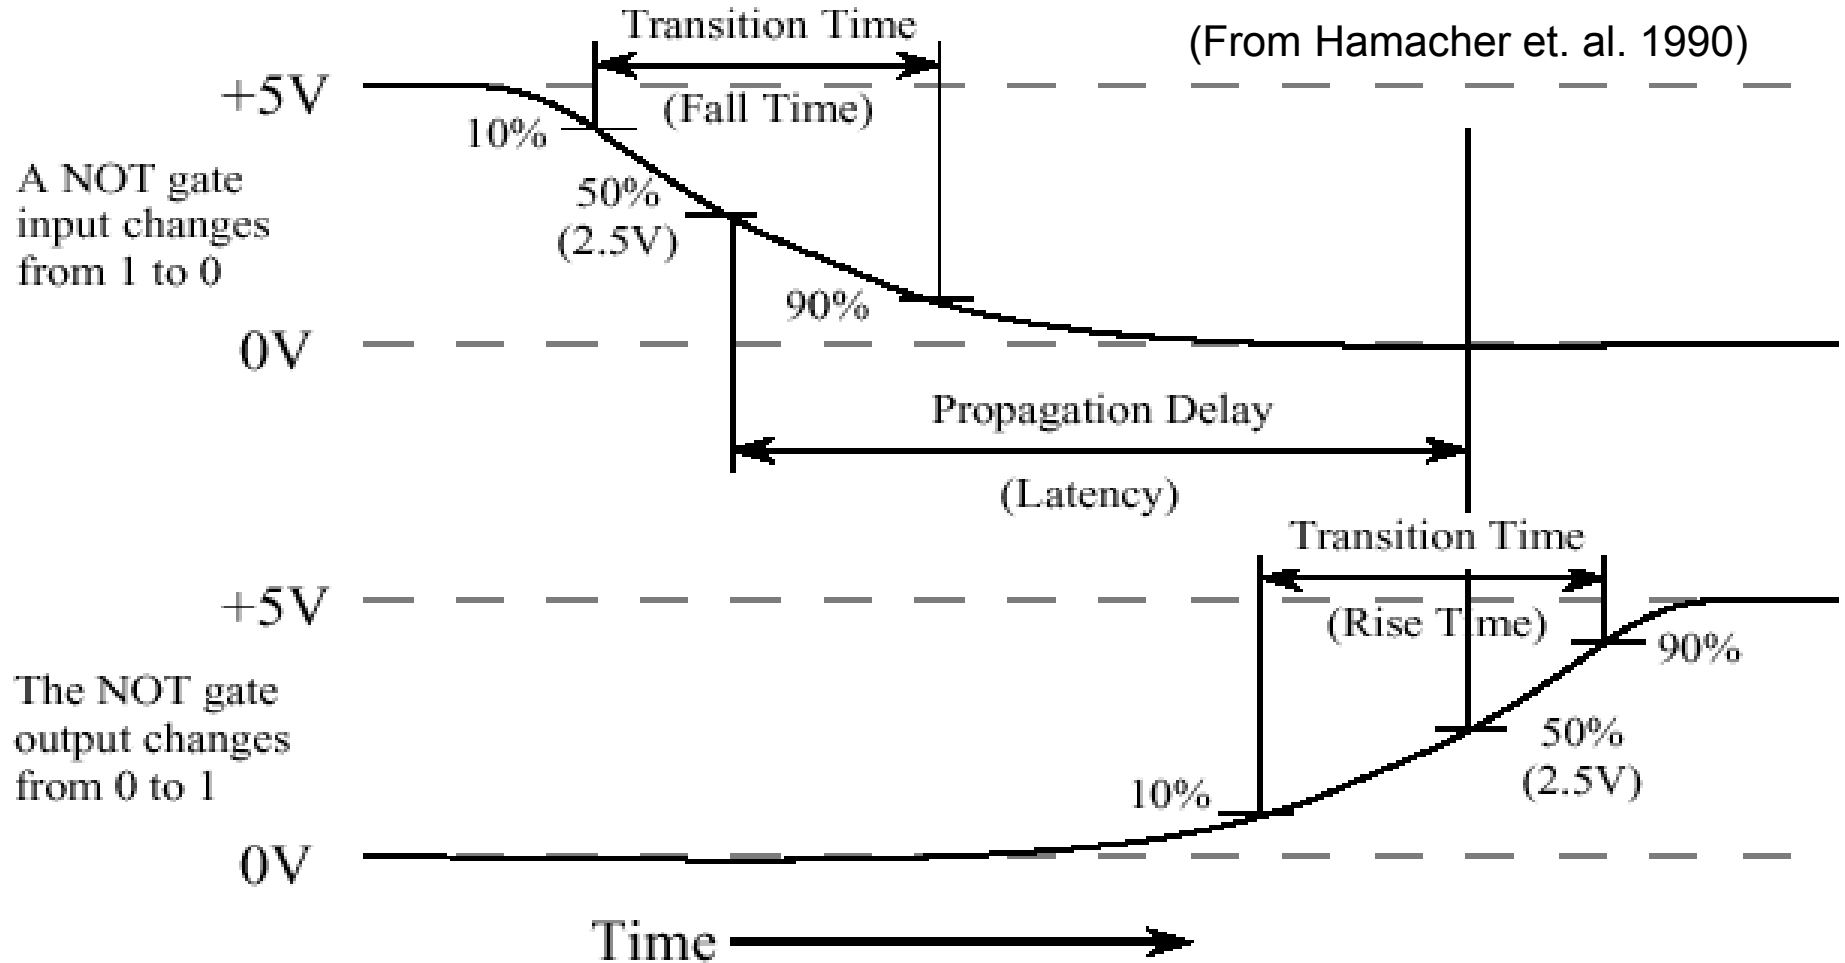 Transition Time
(From Hamacher et. al. 1990)
+5V
(Fall Time)
10%
A NOT gate
input changes
from 1 to 0
50%
(2.5V)
90%
0V
Propagation Delay
(Latency)
Transition Time
+5V
(Rise Time)
90%
The NOT gate
output changes
from 0 to 1
50%
(2.5V)
10%
0V
Time